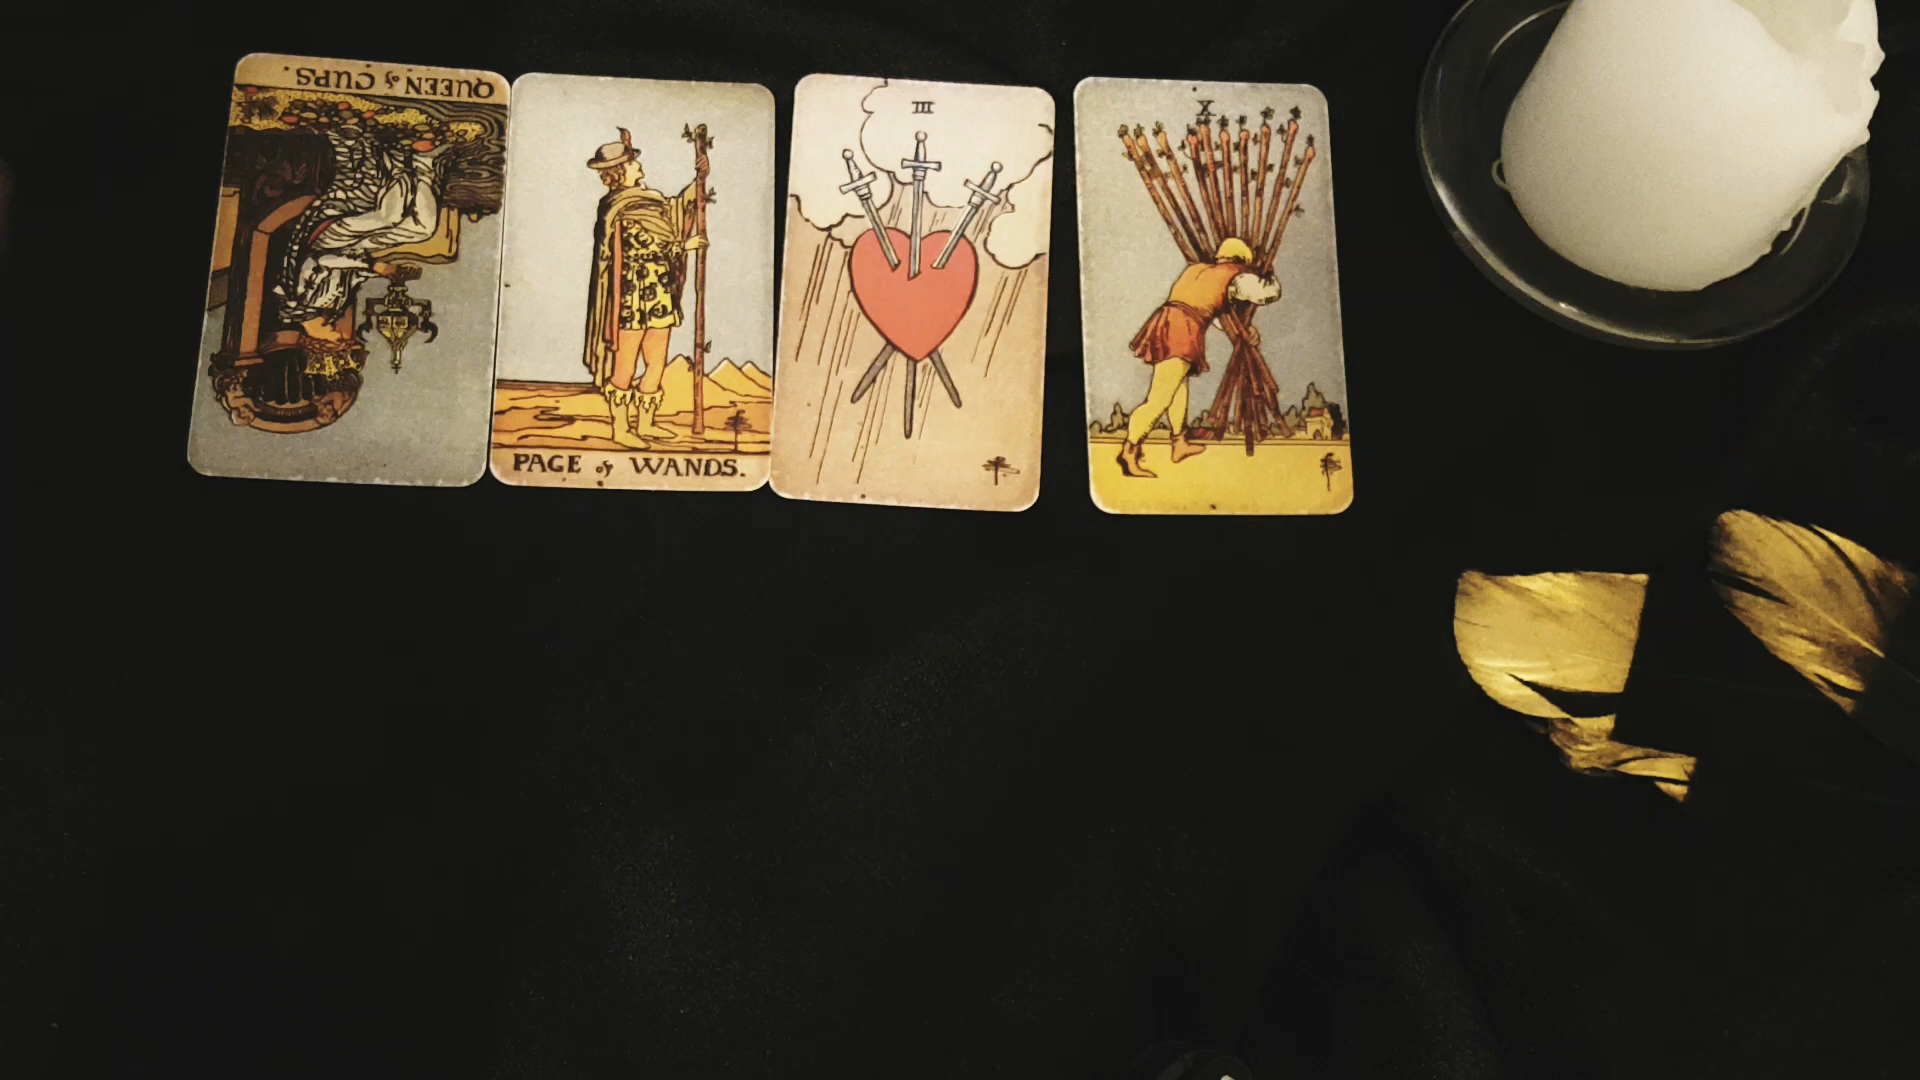 QUEEN of CUPS.
PAGE of WANDS.
III
X